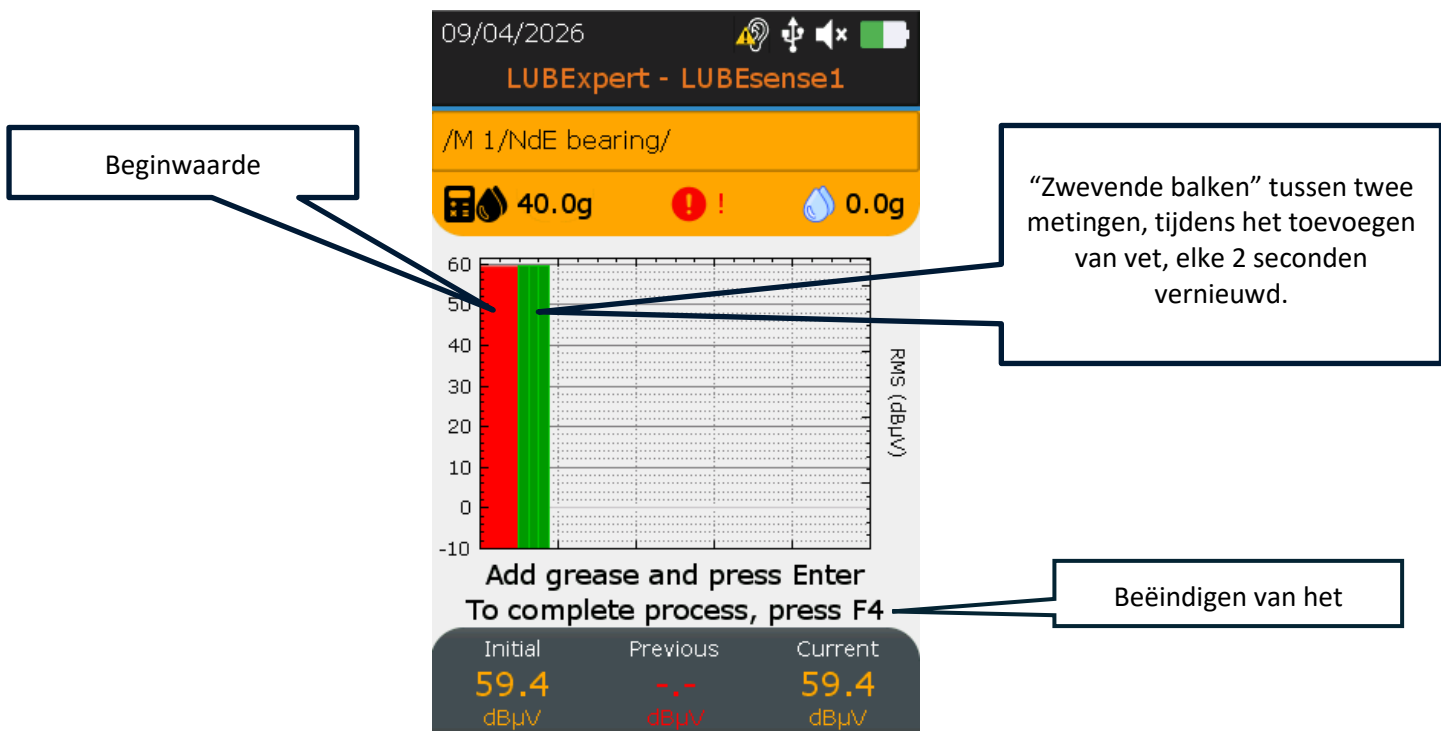 09/04/2026
LUBExpert - LUBEsense1
/M 1/NdE bearing/
40.0g ! ! 0.0g
Beginwaarde
“Zwevende balken” tussen twee
metingen, tijdens het toevoegen
van vet, elke 2 seconden
vernieuwd.
60
50
40
30
20
10
0
-10
RMS (dBµV)
Add grease and press Enter
To complete process, press F4
Beëindigen van het
Initial Previous Current
59.4 -.- 59.4
dBµV dBµV dBµV